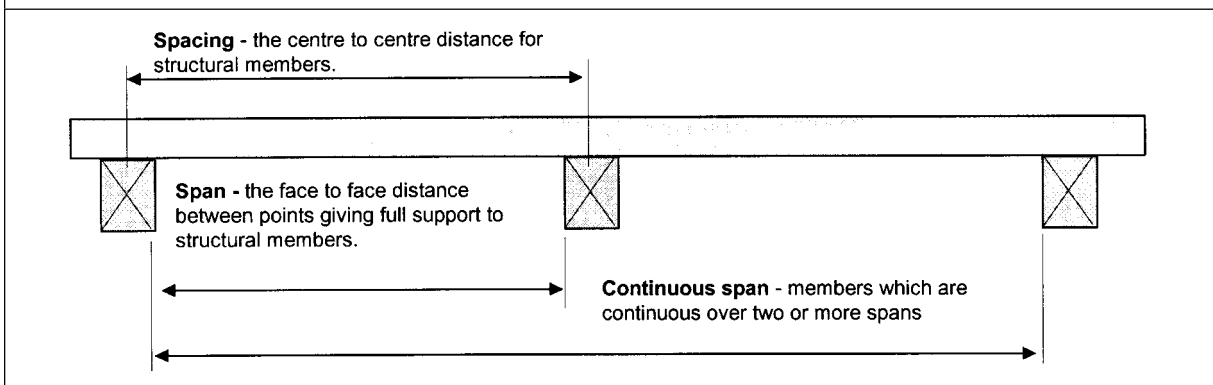 Spacing - the centre to centre distance for
structural members.
Span - the face to face distance
between points giving full support to
structural members.
Continuous span - members which are
continuous over two or more spans